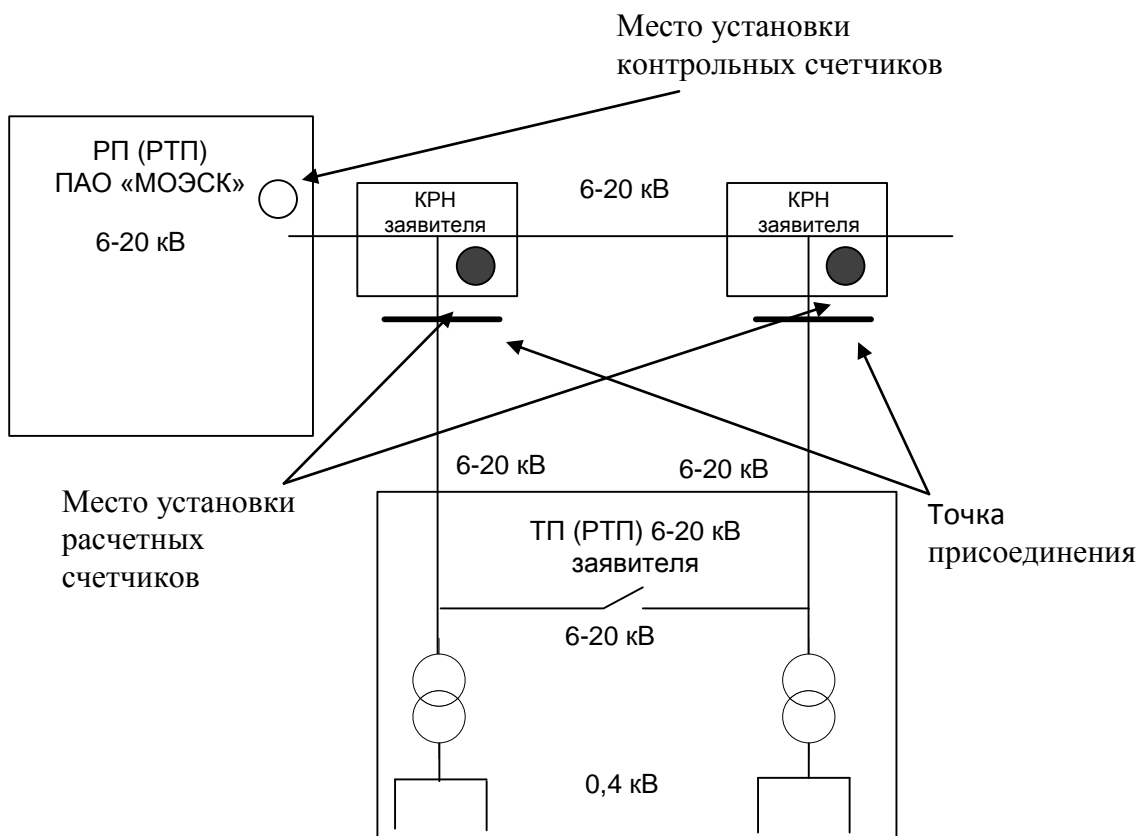 Место установки
контрольных счетчиков
РП (РТП)
ПАО «МОЭСК»
6-20 кВ
КРН
заявителя
6-20 кВ
КРН
заявителя
6-20 кВ
6-20 кВ
Место установки
расчетных
счетчиков
Точка
присоединения
ТП (РТП) 6-20 кВ
заявителя
6-20 кВ
0,4 кВ